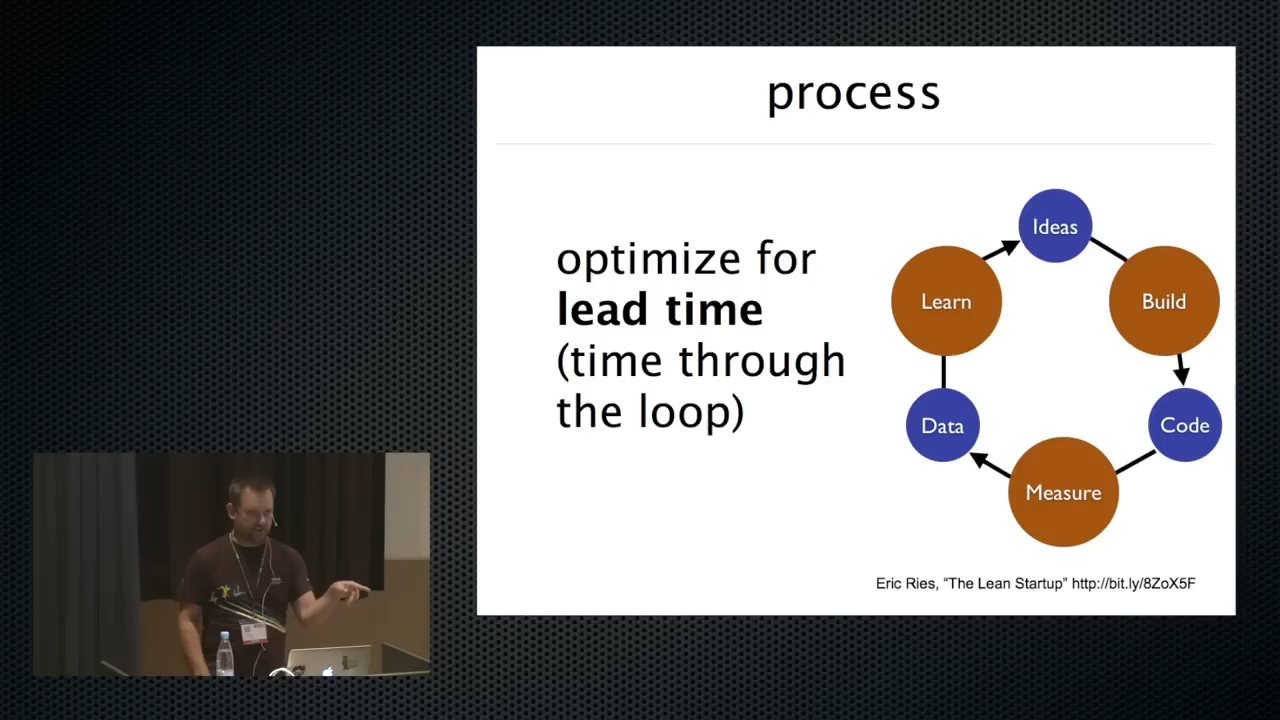 process
optimize for
lead time
(time through
the loop)
Ideas
Build
Code
Measure
Data
Learn
Eric Ries, “The Lean Startup” http://bit.ly/8ZoX5F